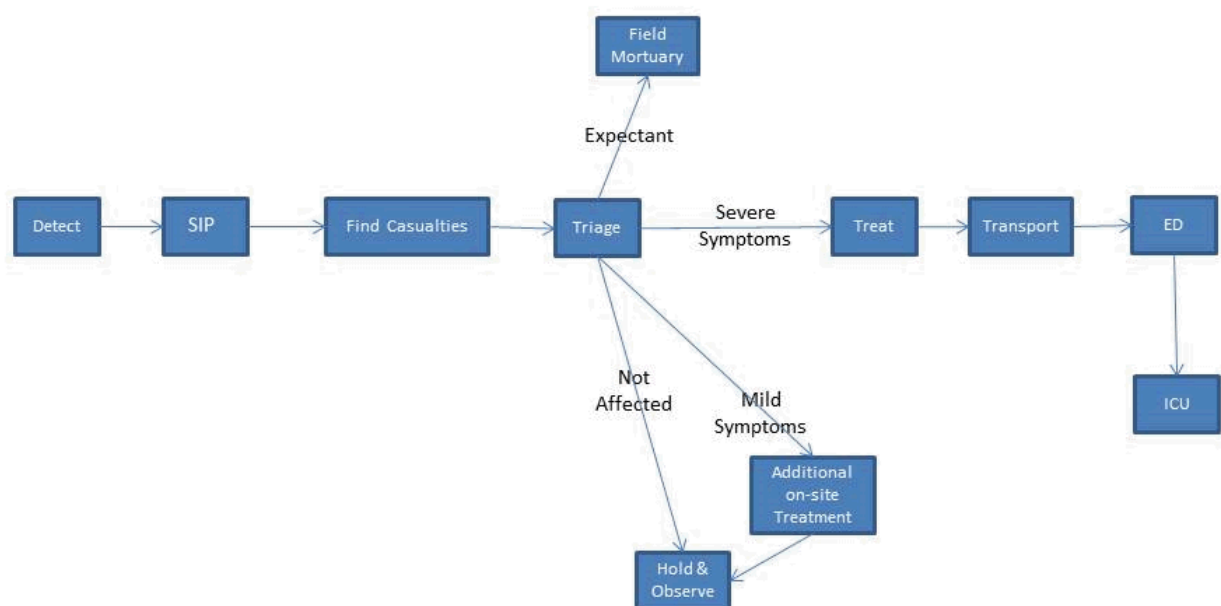 Field
Mortuary
Expectant
Detect
SIP
Find Casualties
Triage
Severe
Symptoms
Treat
Transport
ED
Not
Affected
Mild
Symptoms
ICU
Additional
on-site
Treatment
Hold &
Observe